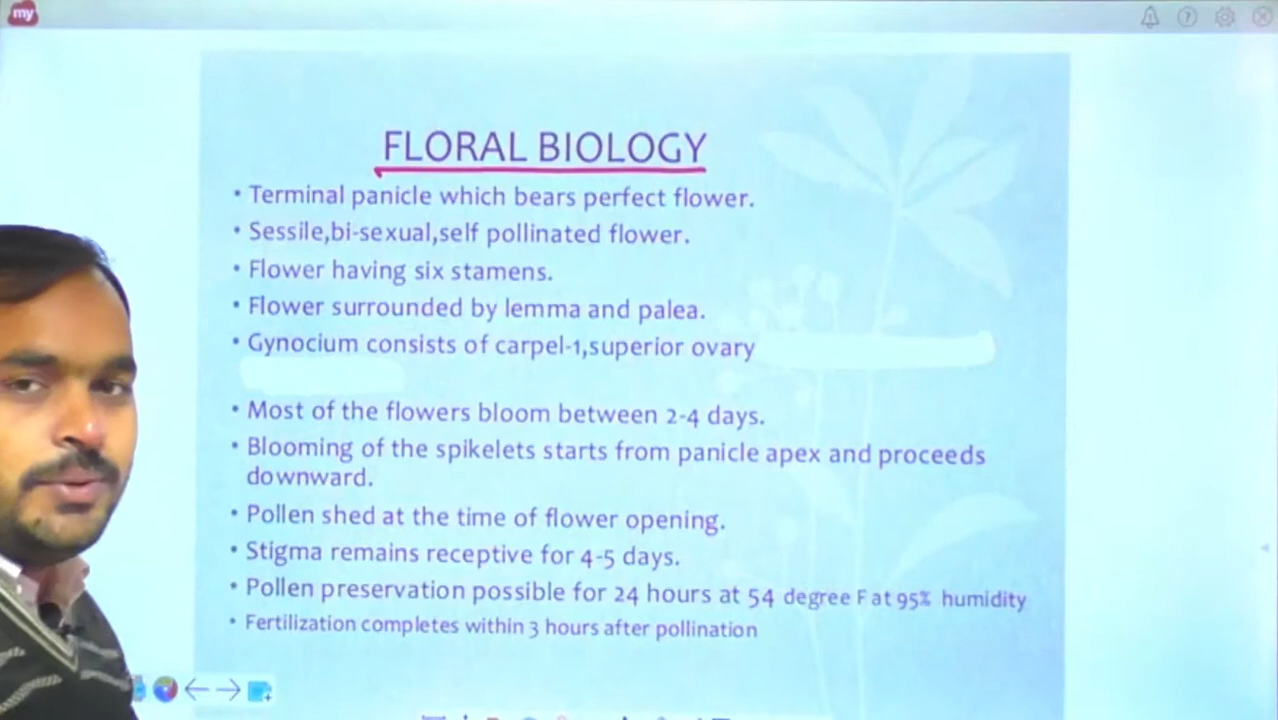 my
FLORAL BIOLOGY
• Terminal panicle which bears perfect flower.
• Sessile,bi-sexual,self pollinated flower.
• Flower having six stamens.
• Flower surrounded by lemma and palea.
• Gynocium consists of carpel-1,superior ovary
• Most of the flowers bloom between 2-4 days.
• Blooming of the spikelets starts from panicle apex and proceeds
downward.
• Pollen shed at the time of flower opening.
• Stigma remains receptive for 4-5 days.
• Pollen preservation possible for 24 hours at 54 degree F at 95% humidity
• Fertilization completes within 3 hours after pollination